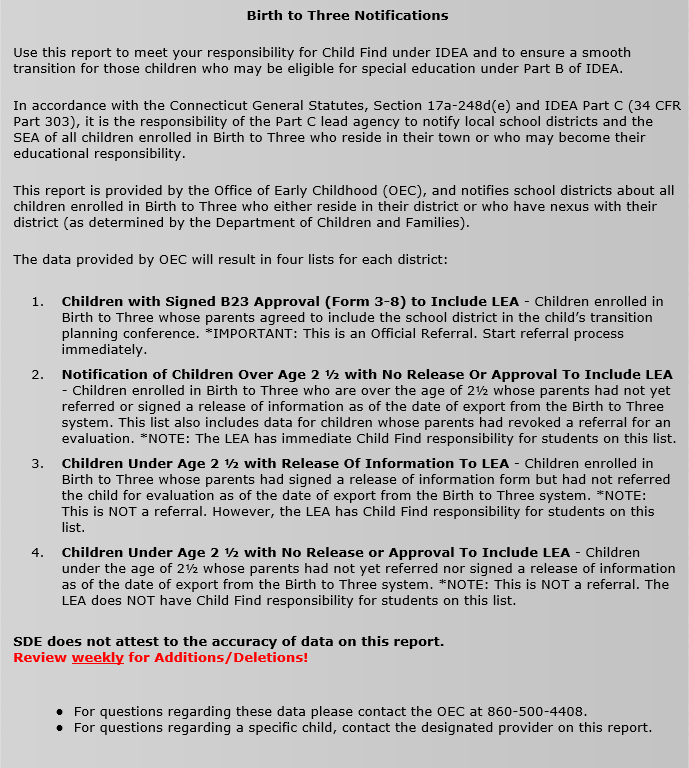 Birth to Three Notifications
Use this report to meet your responsibility for Child Find under IDEA and to ensure a smooth
transition for those children who may be eligible for special education under Part B of IDEA.
In accordance with the Connecticut General Statutes, Section 17a-248d(e) and IDEA Part C (34 CFR
Part 303), it is the responsibility of the Part C lead agency to notify local school districts and the
SEA of all children enrolled in Birth to Three who reside in their town or who may become their
educational responsibility.
This report is provided by the Office of Early Childhood (OEC), and notifies school districts about all
children enrolled in Birth to Three who either reside in their district or who have nexus with their
district (as determined by the Department of Children and Families).
The data provided by OEC will result in four lists for each district:
1. Children with Signed B23 Approval (Form 3-8) to Include LEA - Children enrolled in
Birth to Three whose parents agreed to include the school district in the child's transition
planning conference. *IMPORTANT: This is an Official Referral. Start referral process
immediately.
2. Notification of Children Over Age 2 ½ with No Release Or Approval To Include LEA
- Children enrolled in Birth to Three who are over the age of 2½ whose parents had not yet
referred or signed a release of information as of the date of export from the Birth to Three
system. This list also includes data for children whose parents had revoked a referral for an
evaluation. *NOTE: The LEA has immediate Child Find responsibility for students on this list.
3. Children Under Age 2 ½ with Release Of Information To LEA - Children enrolled in
Birth to Three whose parents had signed a release of information form but had not referred
the child for evaluation as of the date of export from the Birth to Three system. *NOTE:
This is NOT a referral. However, the LEA has Child Find responsibility for students on this
list.
4. Children Under Age 2 ½ with No Release or Approval To Include LEA - Children
under the age of 2½ whose parents had not yet referred nor signed a release of information
as of the date of export from the Birth to Three system. *NOTE: This is NOT a referral. The
LEA does NOT have Child Find responsibility for students on this list.
SDE does not attest to the accuracy of data on this report.
Review weekly for Additions/Deletions!
● For questions regarding these data please contact the OEC at 860-500-4408.
● For questions regarding a specific child, contact the designated provider on this report.